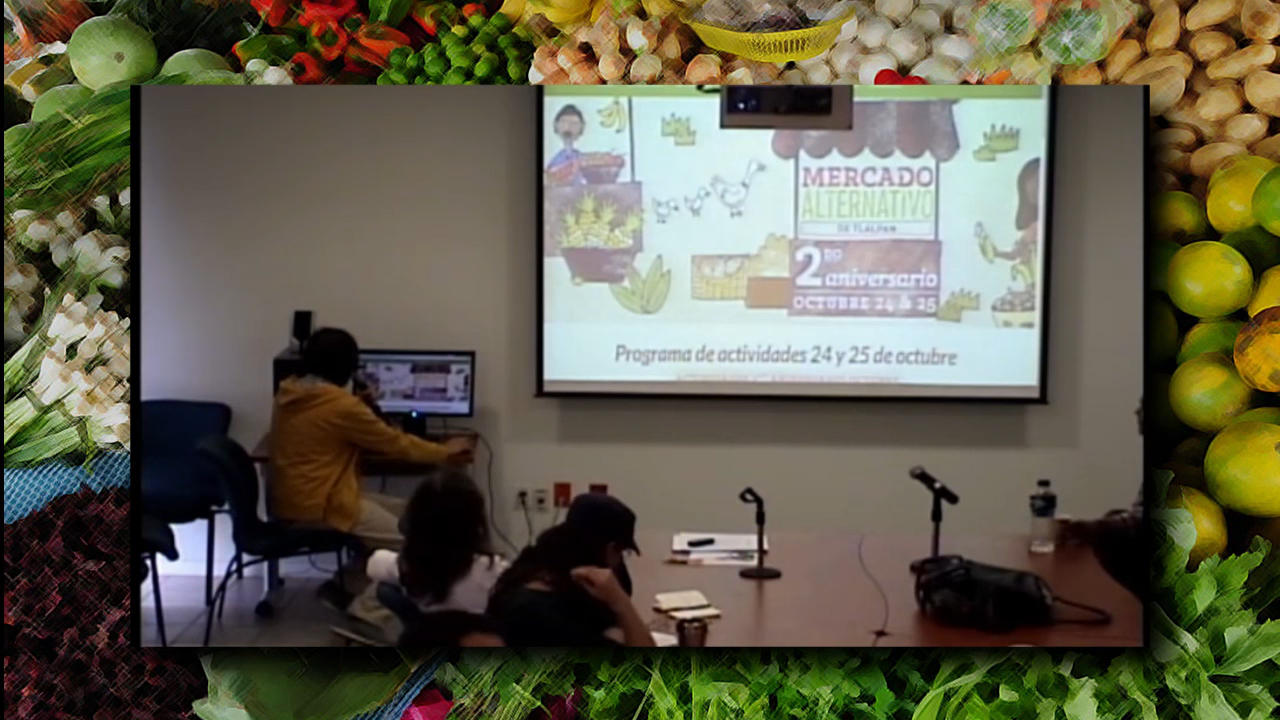 MERCADO
ALTERNATIVO
DE TLALPAN
2DO
aniversario
OCTUBRE 24 & 25
Programa de actividades 24 y 25 de octubre